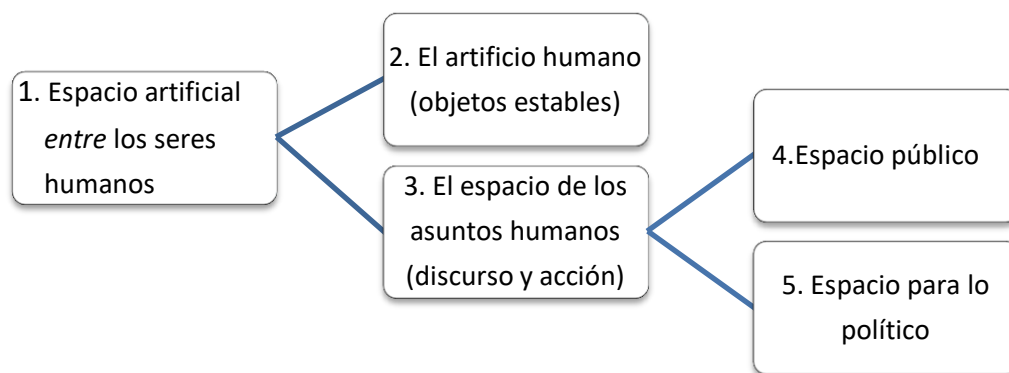 1. Espacio artificial
entre los seres
humanos
2. El artificio humano
(objetos estables)
3. El espacio de los
asuntos humanos
(discurso y acción)
4.Espacio público
5. Espacio para lo
político